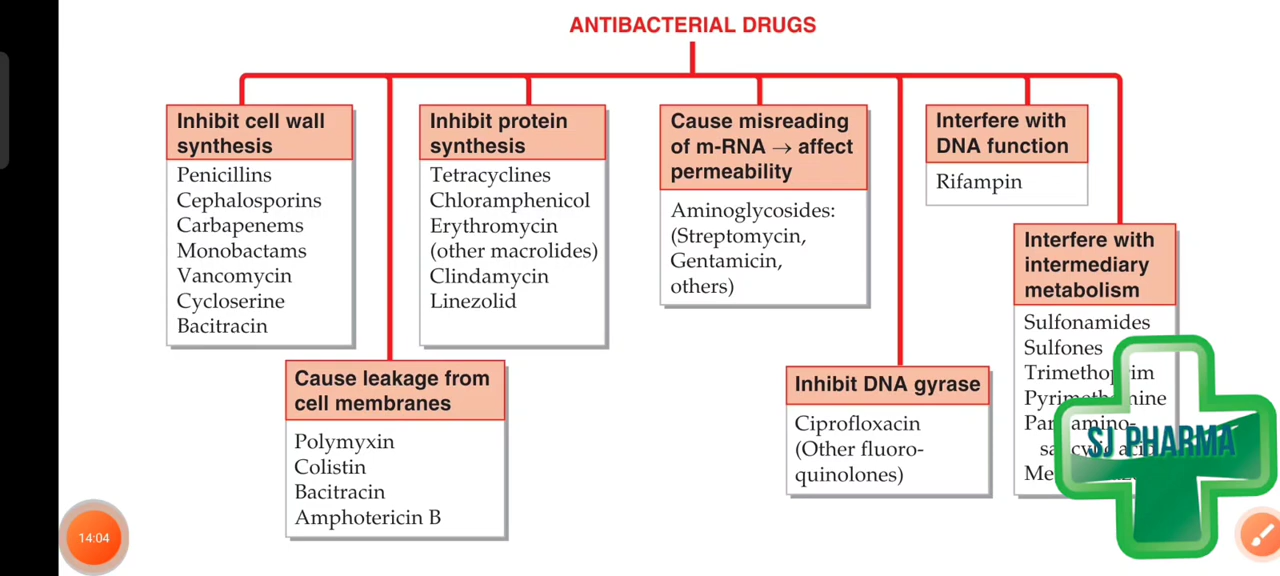 ANTIBACTERIAL DRUGS
Inhibit cell wall
synthesis
Penicillins
Cephalosporins
Carbapenems
Monobactams
Vancomycin
Cycloserine
Bacitracin
Cause leakage from
cell membranes
Polymyxin
Colistin
Bacitracin
Amphotericin B
Inhibit protein
synthesis
Tetracyclines
Chloramphenicol
Erythromycin
(other macrolides)
Clindamycin
Linezolid
Cause misreading
of m-RNA → affect
permeability
Aminoglycosides:
(Streptomycin,
Gentamicin,
others)
Inhibit DNA gyrase
Ciprofloxacin
(Other fluoro-
quinolones)
Interfere with
DNA function
Rifampin
Interfere with
intermediary
metabolism
Sulfonamides
Sulfones
Trimethoprim
Pyrimethamine
SJ PHARMA
14:04